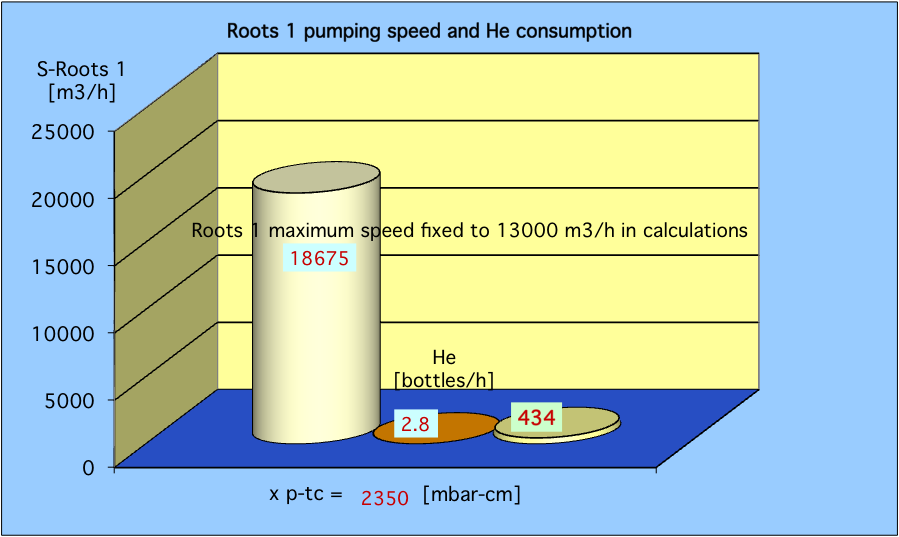 Roots 1 pumping speed and He consumption
S-Roots 1
[m3/h]
25000
20000
15000
10000
5000
0
Roots 1 maximum speed fixed to 13000 m3/h in calculations
18675
He
[bottles/h]
2.8
434
x p-tc = 2350 [mbar-cm]